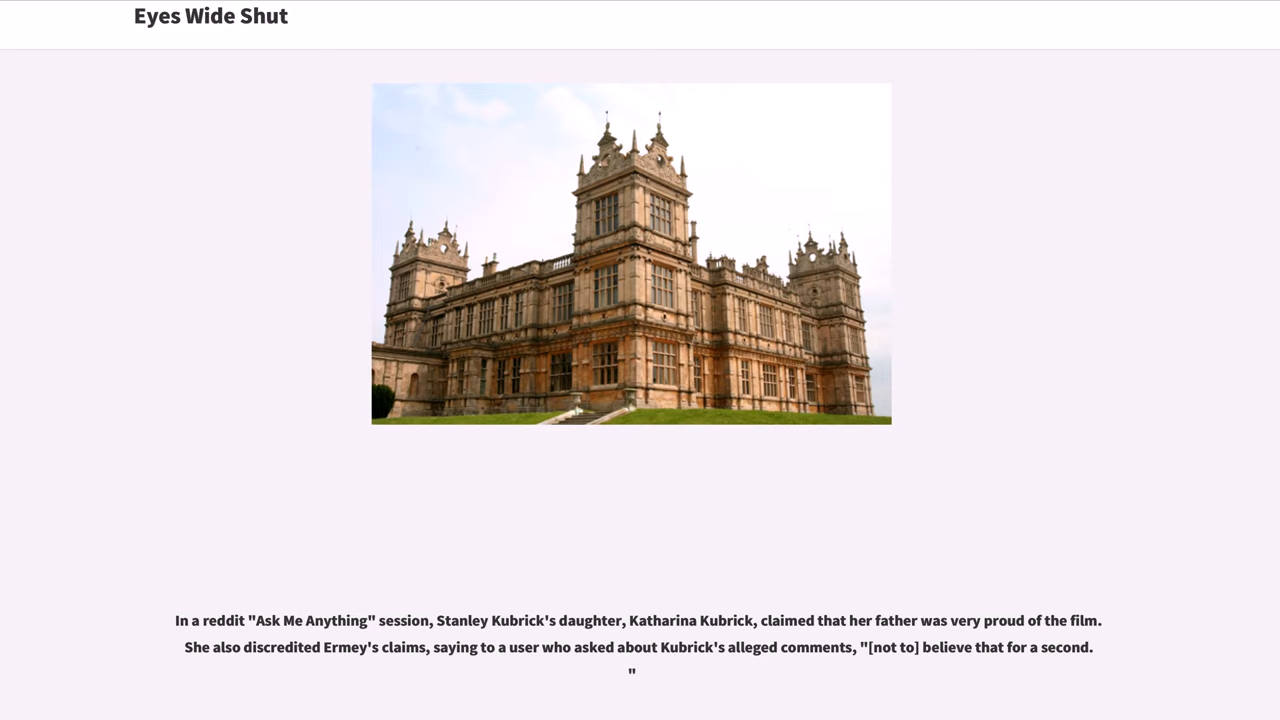 Eyes Wide Shut
In a reddit "Ask Me Anything" session, Stanley Kubrick's daughter, Katharina Kubrick, claimed that her father was very proud of the film.
She also discredited Ermey's claims, saying to a user who asked about Kubrick's alleged comments, "[not to] believe that for a second.
"